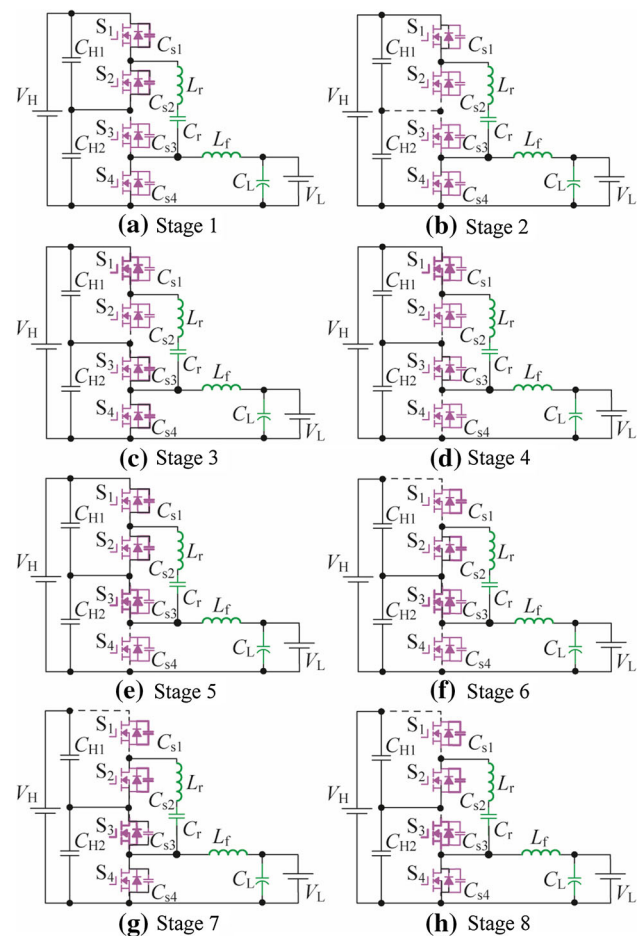 S1
CH1
Cs1
S2
Lr
VH
Cs2
S3
Cr
Lf
CH2
Cs3
S4
CL
Cs4
VL
(a) Stage 1
S1
CH1
Cs1
S2
Lr
VH
Cs2
S3
Cr
Lf
CH2
Cs3
S4
CL
Cs4
VL
(b) Stage 2
S1
CH1
Cs1
S2
Lr
VH
Cs2
S3
Cr
Lf
CH2
Cs3
S4
CL
Cs4
VL
(c) Stage 3
S1
CH1
Cs1
S2
Lr
VH
Cs2
S3
Cr
Lf
CH2
Cs3
S4
CL
Cs4
VL
(d) Stage 4
S1
CH1
Cs1
S2
Lr
VH
Cs2
S3
Cr
Lf
CH2
Cs3
S4
CL
Cs4
VL
(e) Stage 5
S1
CH1
Cs1
S2
Lr
VH
Cs2
S3
Cr
Lf
CH2
Cs3
S4
CL
Cs4
VL
(f) Stage 6
S1
CH1
Cs1
S2
Lr
VH
Cs2
S3
Cr
Lf
CH2
Cs3
S4
CL
Cs4
VL
(g) Stage 7
S1
CH1
Cs1
S2
Lr
VH
Cs2
S3
Cr
Lf
CH2
Cs3
S4
CL
Cs4
VL
(h) Stage 8